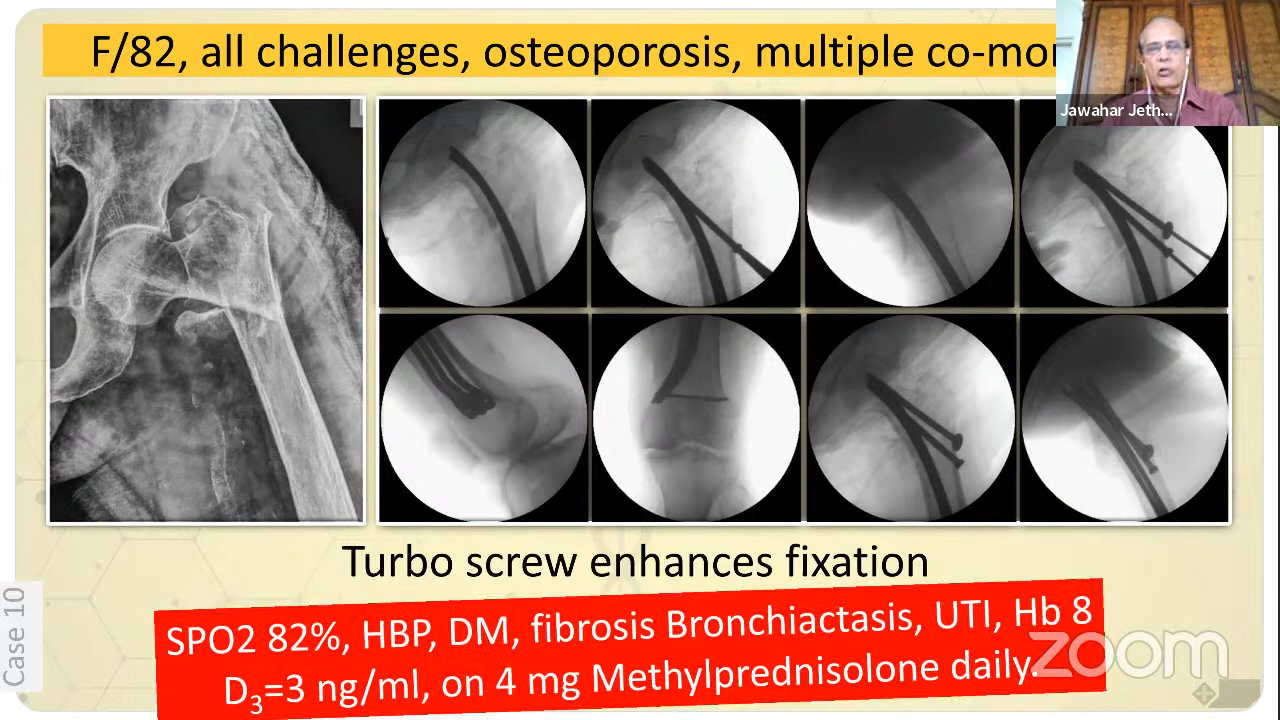 F/82, all challenges, osteoporosis, multiple co-mor
Jawahar Jeth...
Turbo screw enhances fixation
SPO2 82%, HBP, DM, fibrosis Bronchiactasis, UTI, Hb 8
D3=3 ng/ml, on 4 mg Methylprednisolone daily.
zoom
Case 10